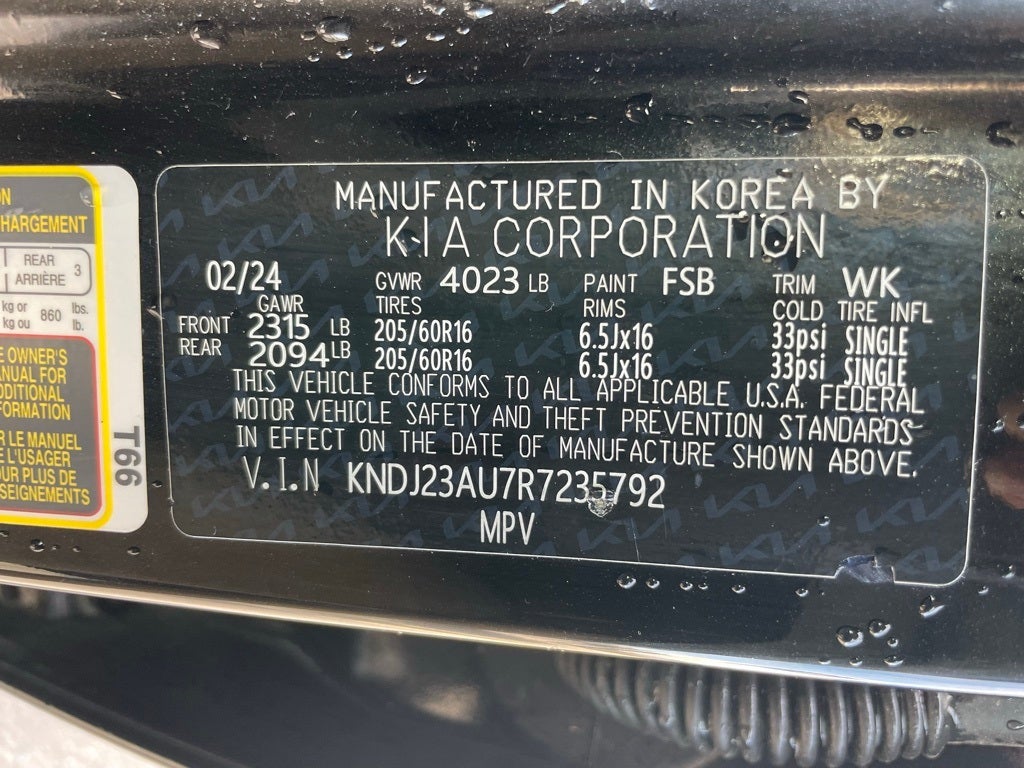 ON
HARGEMENT
REAR 3
ARRIÈRE
kg or 860 lbs.
kg ou lb.
E OWNER'S
ANUAL FOR
DDITIONAL
FORMATION
R LE MANUEL
E L'USAGER
OUR PLUS DE
SEIGNEMENTS
T66
MANUFACTURED IN KOREA BY
KIA CORPORATION
02/24 GVWR 4023 LB PAINT FSB TRIM WK
GAWR TIRES RIMS COLD TIRE INFL
FRONT 2315 LB 205/60R16 6.5Jx16 33psi SINGLE
REAR 2094 LB 205/60R16 6.5Jx16 33psi SINGLE
THIS VEHICLE CONFORMS TO ALL APPLICABLE U.S.A. FEDERAL
MOTOR VEHICLE SAFETY AND THEFT PREVENTION STANDARDS
IN EFFECT ON THE DATE OF MANUFACTURE SHOWN ABOVE.
V.I.N KNDJ23AU7R7235792
MPV